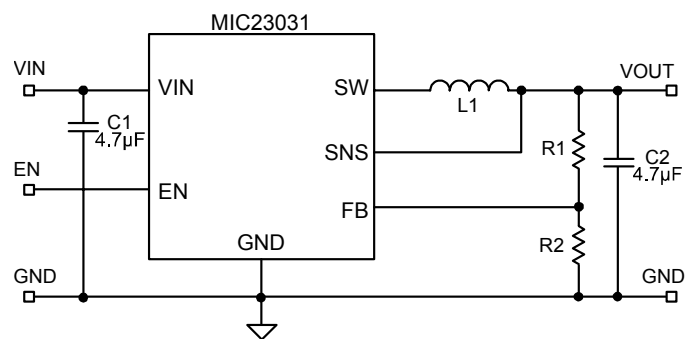 MIC23031
VIN
VIN
SW
L1
VOUT
C1
4.7µF
SNS
R1
C2
4.7µF
EN
EN
FB
GND
R2
GND
GND